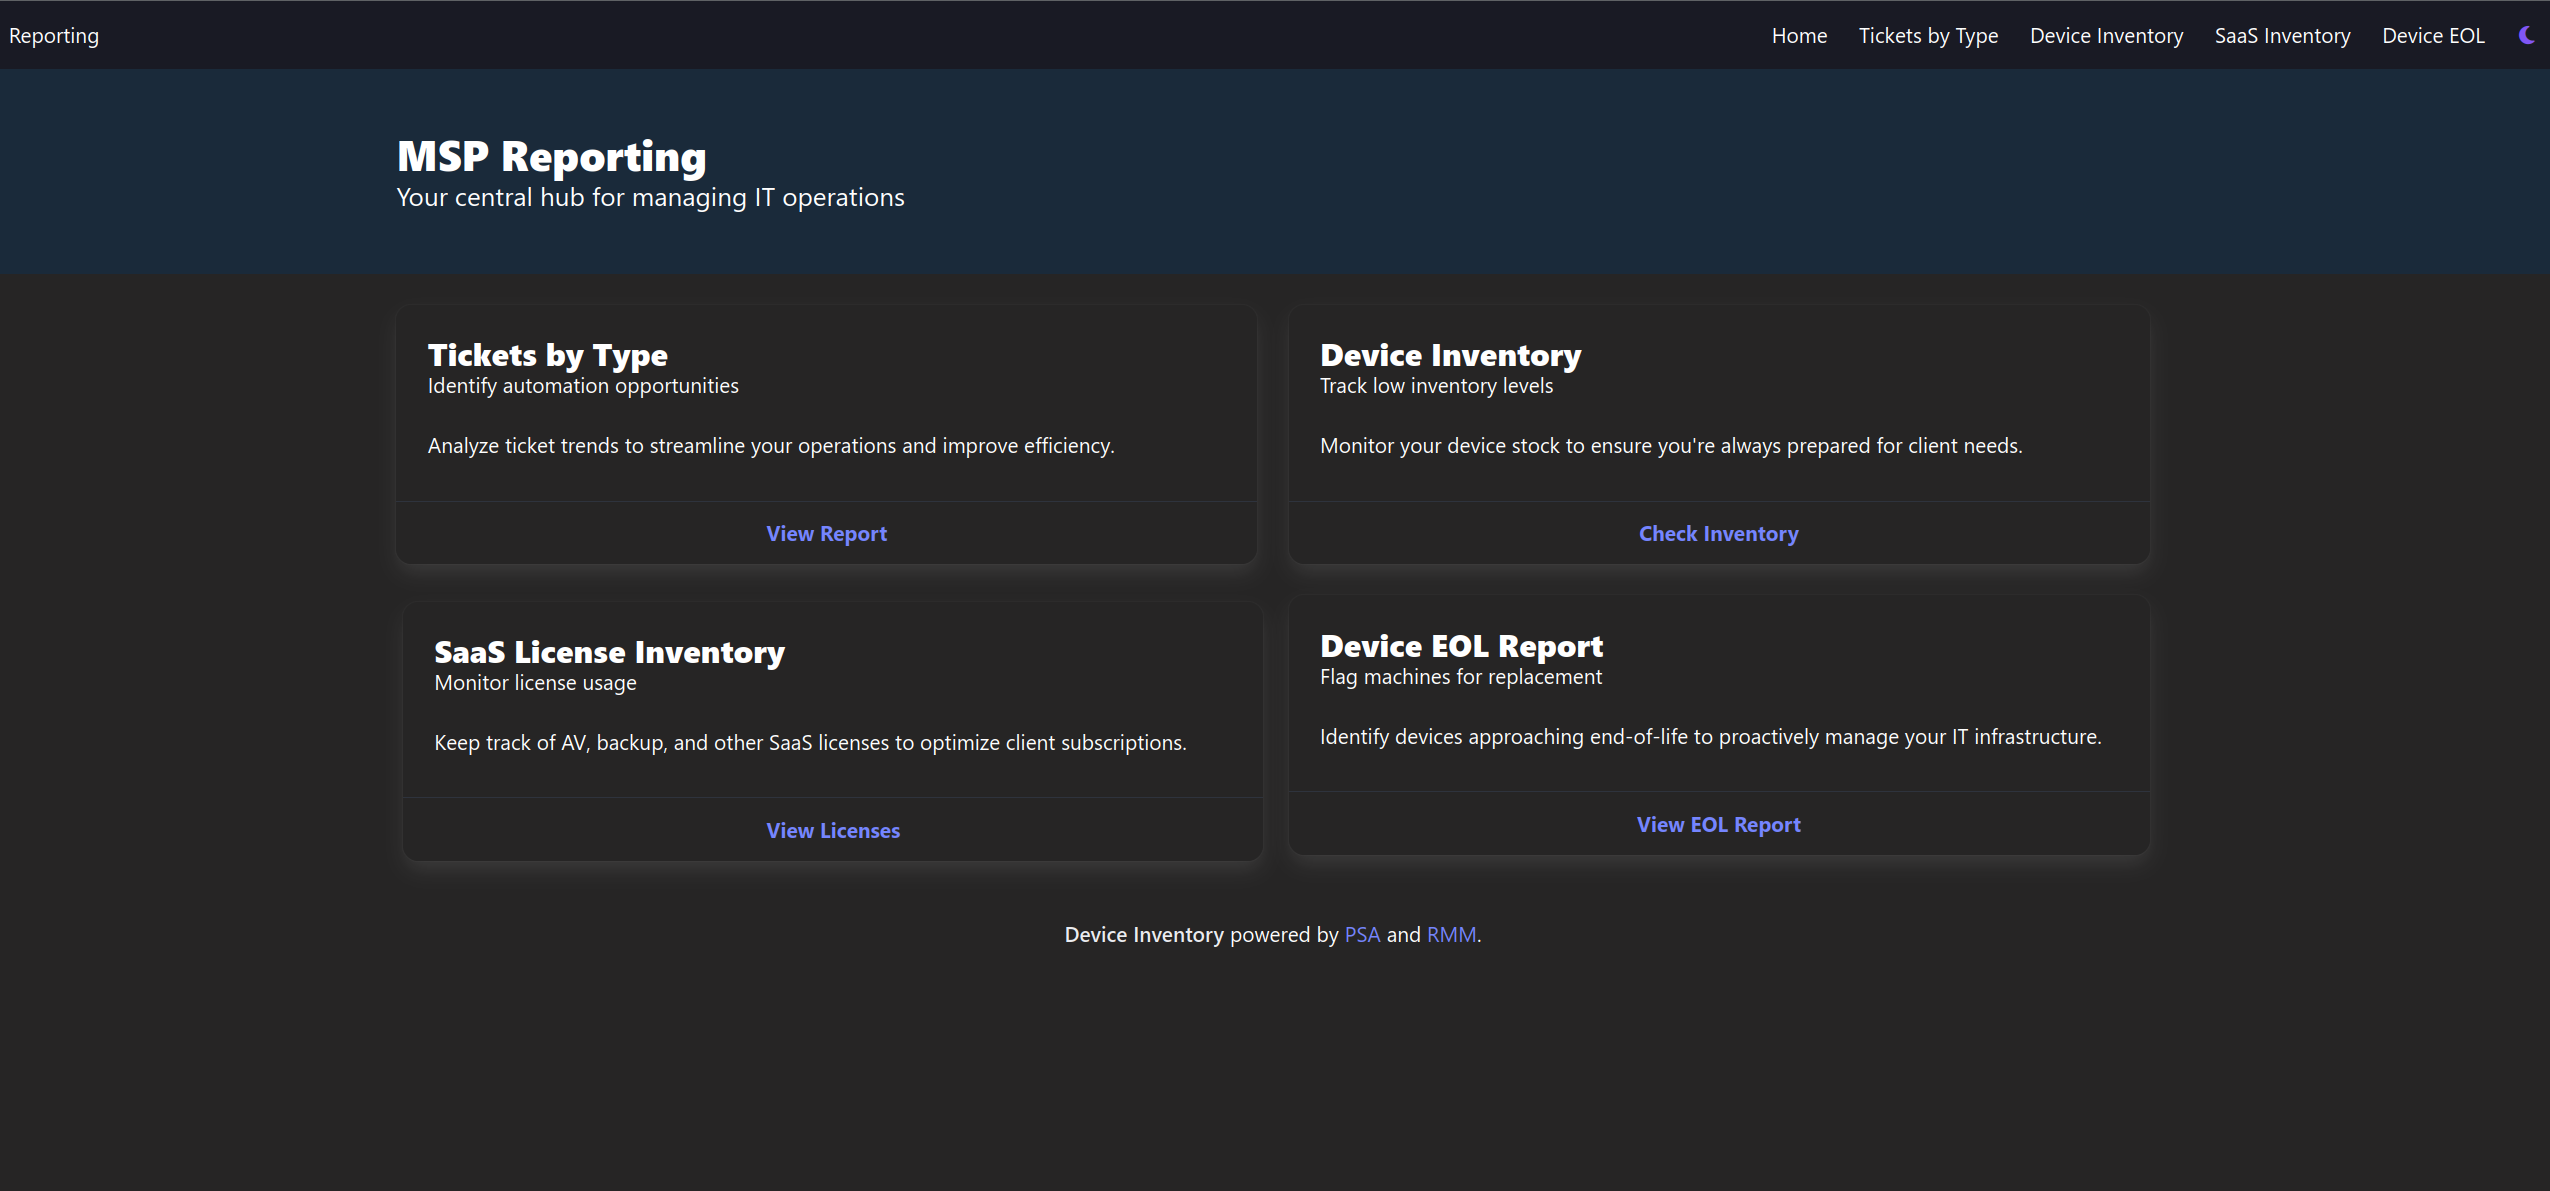 Reporting
Home Tickets by Type Device Inventory SaaS Inventory Device EOL
MSP Reporting
Your central hub for managing IT operations
Tickets by Type
Identify automation opportunities
Analyze ticket trends to streamline your operations and improve efficiency.
View Report
Device Inventory
Track low inventory levels
Monitor your device stock to ensure you're always prepared for client needs.
Check Inventory
SaaS License Inventory
Monitor license usage
Keep track of AV, backup, and other SaaS licenses to optimize client subscriptions.
View Licenses
Device EOL Report
Flag machines for replacement
Identify devices approaching end-of-life to proactively manage your IT infrastructure.
View EOL Report
Device Inventory powered by PSA and RMM.